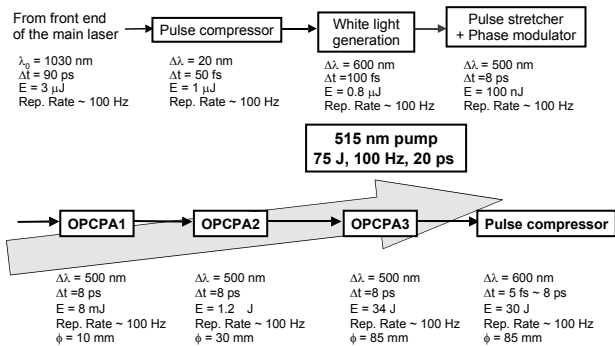 From front end
of the main laser
Pulse compressor
White light
generation
Pulse stretcher
+ Phase modulator
λ0 = 1030 nm
Δt = 90 ps
E = 3 μJ
Rep. Rate ~ 100 Hz
Δλ = 20 nm
Δt = 50 fs
E = 1 μJ
Rep. Rate ~ 100 Hz
Δλ = 600 nm
Δt =100 fs
E = 0.8 μJ
Rep. Rate ~ 100 Hz
Δλ = 500 nm
Δt =8 ps
E = 100 nJ
Rep. Rate ~ 100 Hz
515 nm pump
75 J, 100 Hz, 20 ps
OPCPA1
OPCPA2
OPCPA3
Pulse compressor
Δλ = 500 nm
Δt =8 ps
E = 8 mJ
Rep. Rate ~ 100 Hz
ϕ = 10 mm
Δλ = 500 nm
Δt =8 ps
E = 1.2 J
Rep. Rate ~ 100 Hz
ϕ = 30 mm
Δλ = 500 nm
Δt =8 ps
E = 34 J
Rep. Rate ~ 100 Hz
ϕ = 85 mm
Δλ = 600 nm
Δt = 5 fs ~ 8 ps
E = 30 J
Rep. Rate ~ 100 Hz
ϕ = 85 mm